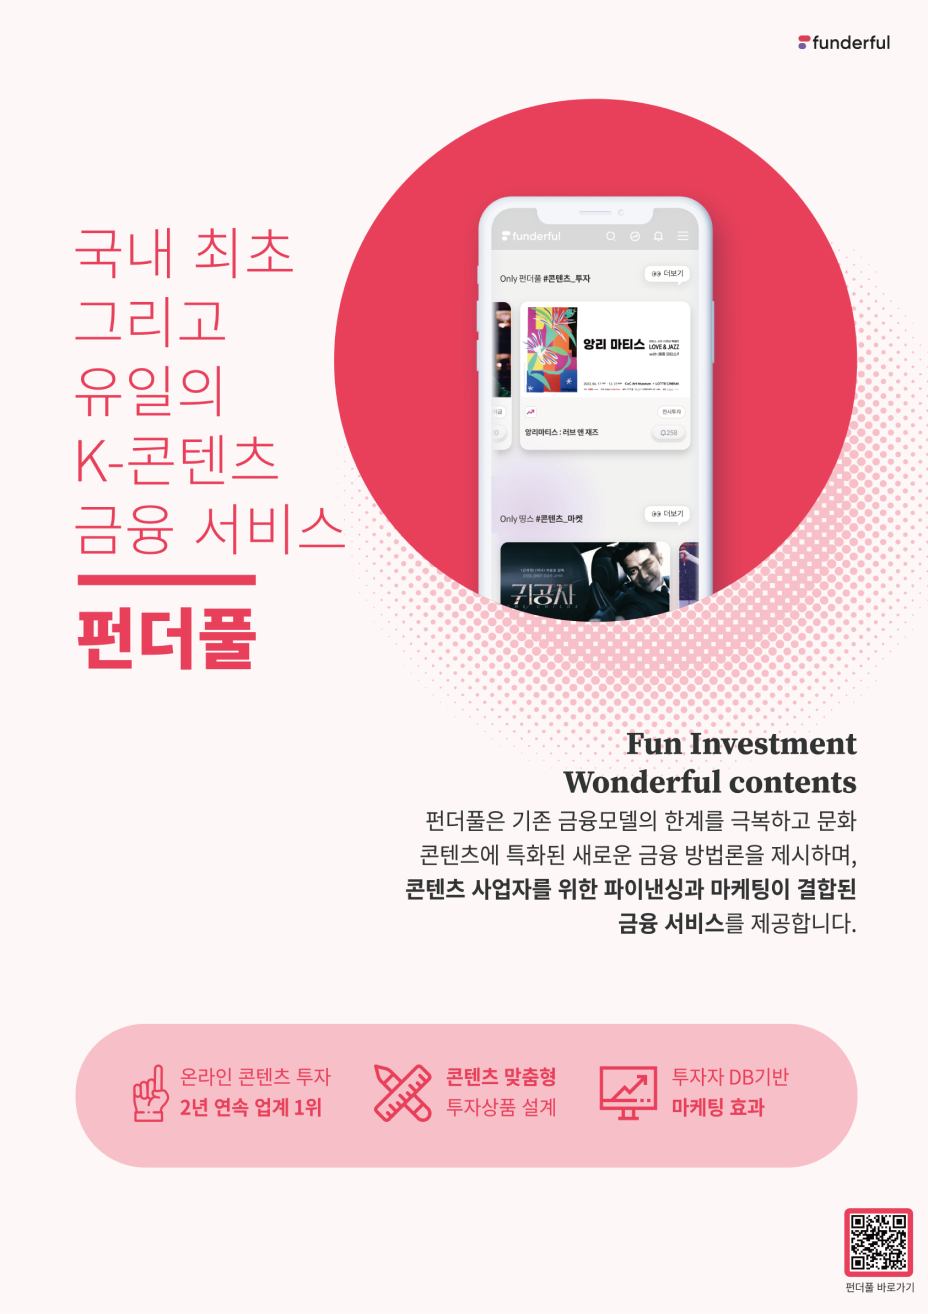 funderful
국내 최초
그리고
유일의
K-콘텐츠
금융 서비스
펀더풀
funderful
Only 펀더풀 #콘텐츠_투자
더보기
앙리 마티스
LOVE & JAZZ
전시투자
앙리마티스 : 러브 앤 재즈
258
Only 띵스 #콘텐츠_마켓
더보기
귀공자
Fun Investment
Wonderful contents
펀더풀은 기존 금융모델의 한계를 극복하고 문화
콘텐츠에 특화된 새로운 금융 방법론을 제시하며,
콘텐츠 사업자를 위한 파이낸싱과 마케팅이 결합된
금융 서비스를 제공합니다.
온라인 콘텐츠 투자
2년 연속 업계 1위
콘텐츠 맞춤형
투자상품 설계
투자자 DB기반
마케팅 효과
펀더풀 바로가기